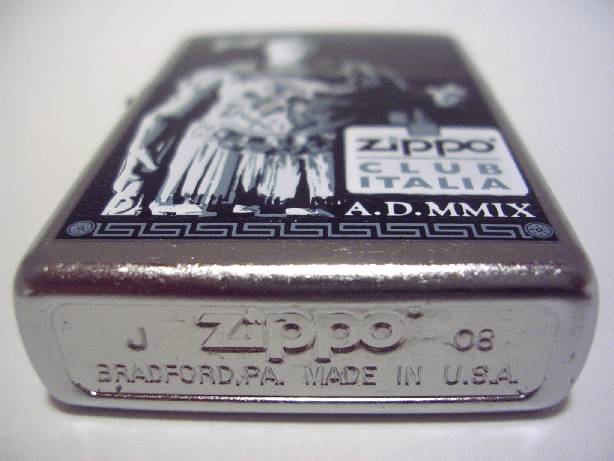 zippo
CLUB
ITALIA
A.D.MMIX
J zippo® 08
BRADFORD,PA. MADE IN U.S.A.